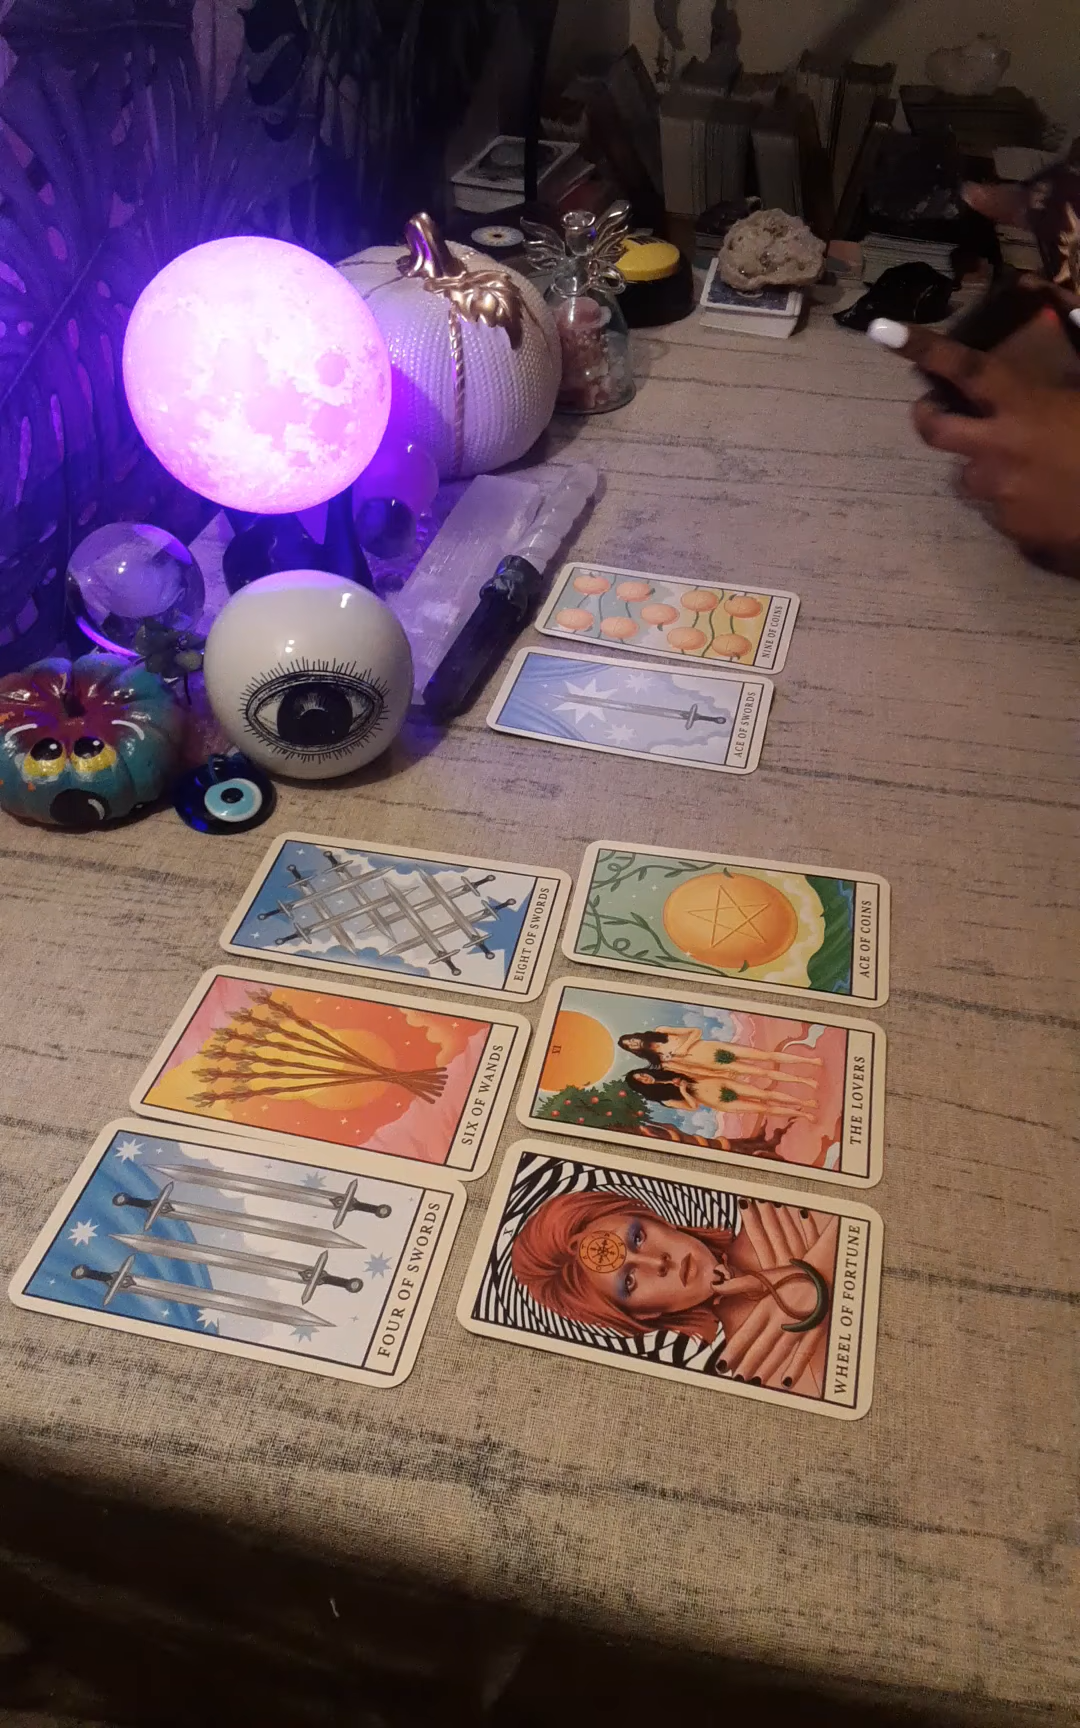 NINE OF COINS
ACE OF SWORDS
EIGHT OF SWORDS
ACE OF COINS
SIX OF WANDS
VI
THE LOVERS
FOUR OF SWORDS
X
WHEEL OF FORTUNE